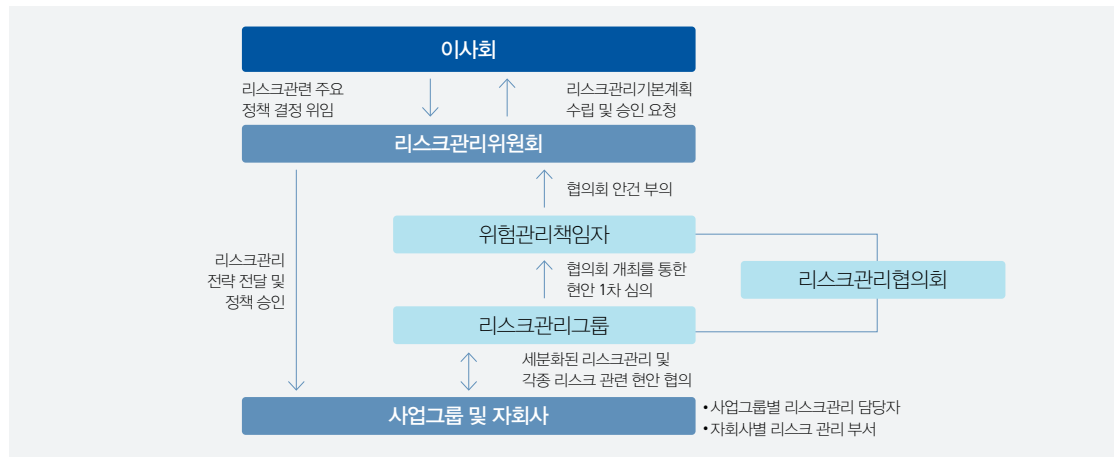 이사회
리스크관련 주요
정책 결정 위임
리스크관리기본계획
수립 및 승인 요청
리스크관리위원회
협의회 안건 부의
위험관리책임자
리스크관리
전략 전달 및
정책 승인
협의회 개최를 통한
현안 1차 심의
리스크관리협의회
리스크관리그룹
세분화된 리스크관리 및
각종 리스크 관련 현안 협의
사업그룹 및 자회사
•사업그룹별 리스크관리 담당자
•자회사별 리스크 관리 부서